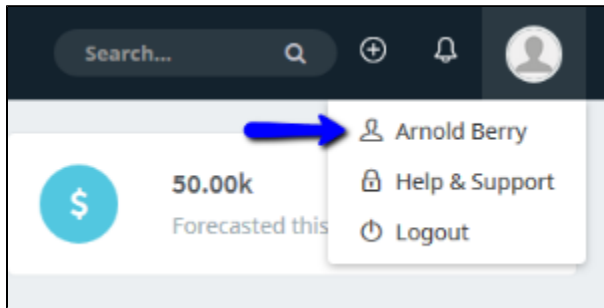 Search...
Arnold Berry
50.00k
Help & Support
Forecasted this
Logout
$